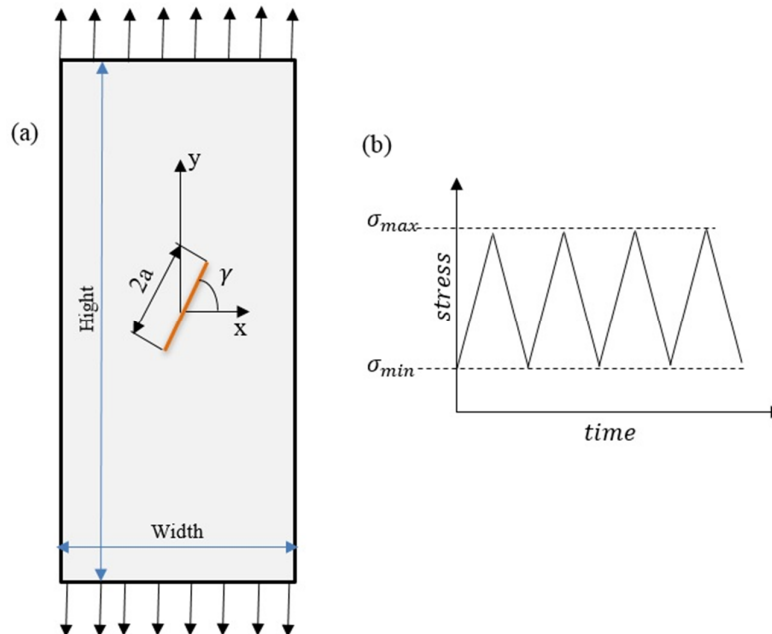 (a)
y
2a
γ
x
Hight
Width
(b)
σmax
stress
σmin
time